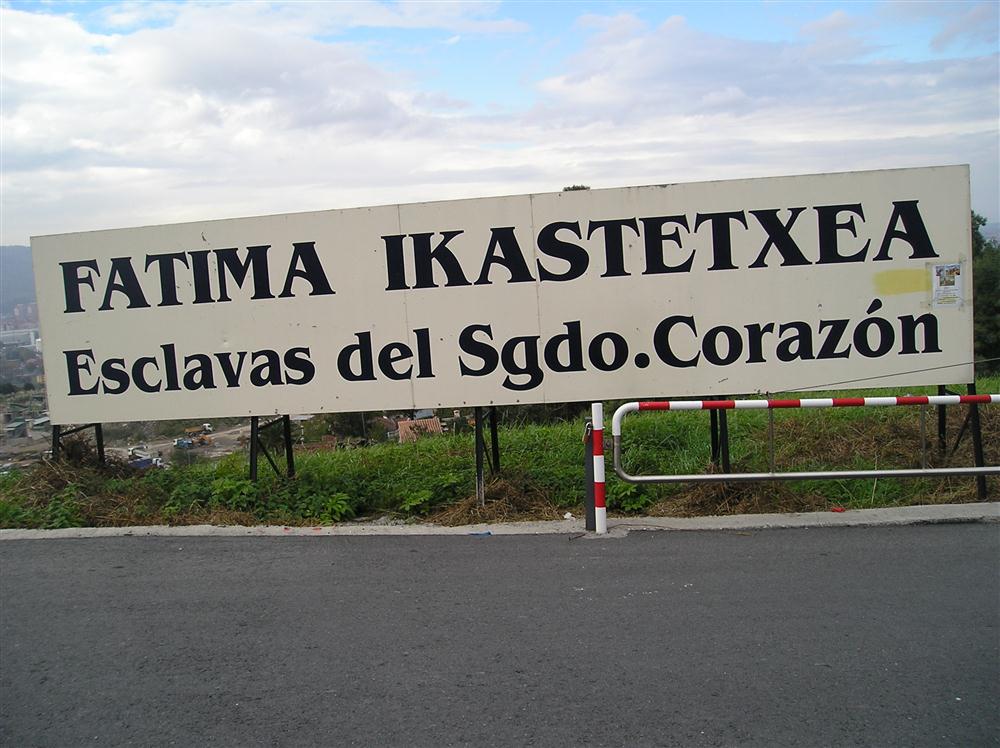 FATIMA IKASTETXEA
Esclavas del Sgdo.Corazón